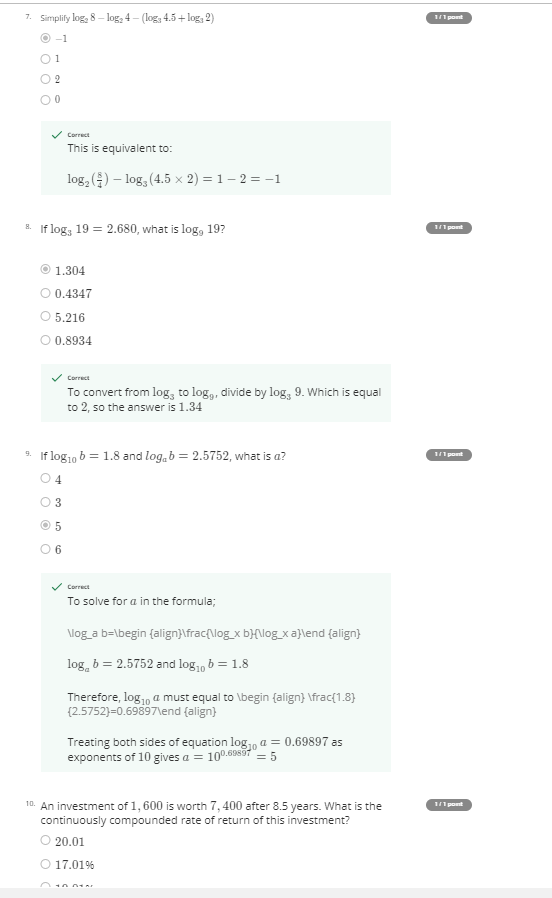 7. Simplify log₂ 8 − log₂ 4 − (log₃ 4.5 + log₃ 2)
1 / 1 point
−1
1
2
0
Correct
This is equivalent to:
log₂(8/4) − log₃(4.5 × 2) = 1 − 2 = −1
8. If log₃ 19 = 2.680, what is log₉ 19?
1 / 1 point
1.304
0.4347
5.216
0.8934
Correct
To convert from log₃ to log₉, divide by log₃ 9. Which is equal
to 2, so the answer is 1.34
9. If log₁₀ b = 1.8 and logₐ b = 2.5752, what is a?
1 / 1 point
4
3
5
6
Correct
To solve for a in the formula;
\log_a b=\begin {align}\frac{\log_x b}{\log_x a}\end {align}
logₐ b = 2.5752 and log₁₀ b = 1.8
Therefore, log₁₀ a must equal to \begin {align} \frac{1.8}
{2.5752}=0.69897\end {align}
Treating both sides of equation log₁₀ a = 0.69897 as
exponents of 10 gives a = 10^0.69897 = 5
10. An investment of 1,600 is worth 7,400 after 8.5 years. What is the
1 / 1 point
continuously compounded rate of return of this investment?
20.01
17.01%